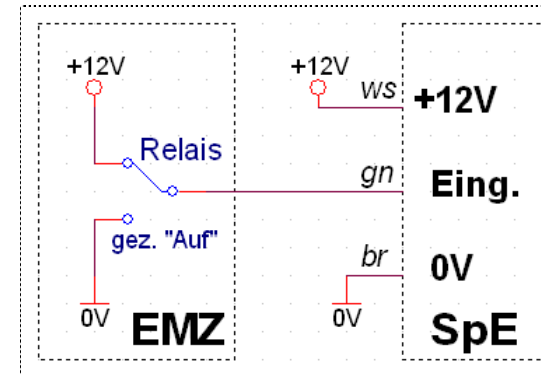 +12V
Relais
gez. "Auf"
0V
EMZ
+12V
ws
+12V
gn
Eing.
br
0V
0V
SpE